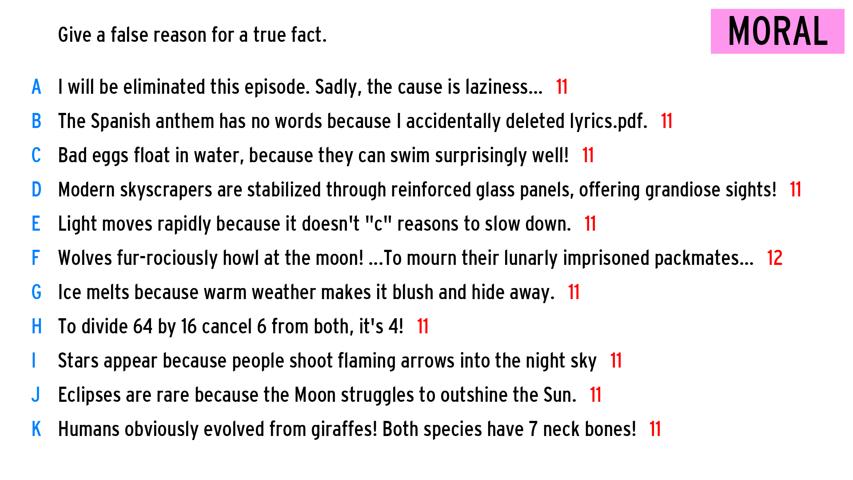 Give a false reason for a true fact.
MORAL
A I will be eliminated this episode. Sadly, the cause is laziness... 11
B The Spanish anthem has no words because I accidentally deleted lyrics.pdf. 11
C Bad eggs float in water, because they can swim surprisingly well! 11
D Modern skyscrapers are stabilized through reinforced glass panels, offering grandiose sights! 11
E Light moves rapidly because it doesn't "c" reasons to slow down. 11
F Wolves fur-rociously howl at the moon! ...To mourn their lunarly imprisoned packmates... 12
G Ice melts because warm weather makes it blush and hide away. 11
H To divide 64 by 16 cancel 6 from both, it's 4! 11
I Stars appear because people shoot flaming arrows into the night sky 11
J Eclipses are rare because the Moon struggles to outshine the Sun. 11
K Humans obviously evolved from giraffes! Both species have 7 neck bones! 11